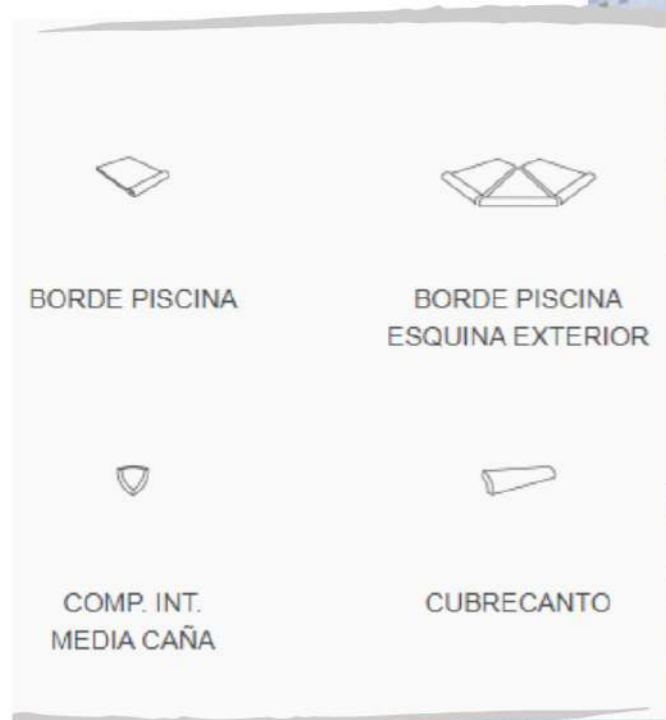 BORDE PISCINA
BORDE PISCINA
ESQUINA EXTERIOR
COMP. INT.
MEDIA CAÑA
CUBRECANTO